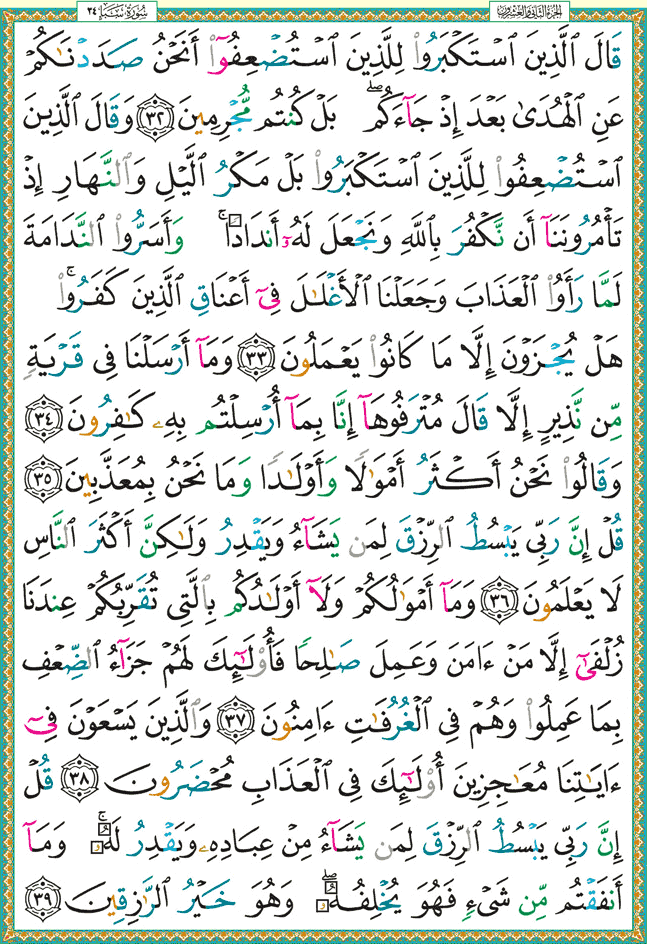 الجزء الثاني والعشرون سورة سبأ ٣٤
قَالَ ٱلَّذِينَ ٱسْتَكْبَرُوا۟ لِلَّذِينَ ٱسْتُضْعِفُوٓا۟ أَنَحْنُ صَدَدْنَـٰكُمْ
عَنِ ٱلْهُدَىٰ بَعْدَ إِذْ جَآءَكُم ۖ بَلْ كُنتُم مُّجْرِمِينَ ٣٢ وَقَالَ ٱلَّذِينَ
ٱسْتُضْعِفُوا۟ لِلَّذِينَ ٱسْتَكْبَرُوا۟ بَلْ مَكْرُ ٱلَّيْلِ وَٱلنَّهَارِ إِذْ
تَأْمُرُونَنَآ أَن نَّكْفُرَ بِٱللَّهِ وَنَجْعَلَ لَهُۥٓ أَندَادًا ۚ وَأَسَرُّوا۟ ٱلنَّدَامَةَ
لَمَّا رَأَوُا۟ ٱلْعَذَابَ وَجَعَلْنَا ٱلْأَغْلَـٰلَ فِىٓ أَعْنَاقِ ٱلَّذِينَ كَفَرُوا۟ ۚ
هَلْ يُجْزَوْنَ إِلَّا مَا كَانُوا۟ يَعْمَلُونَ ٣٣ وَمَآ أَرْسَلْنَا فِى قَرْيَةٍ
مِّن نَّذِيرٍ إِلَّا قَالَ مُتْرَفُوهَآ إِنَّا بِمَآ أُرْسِلْتُم بِهِۦ كَـٰفِرُونَ ٣٤
وَقَالُوا۟ نَحْنُ أَكْثَرُ أَمْوَٰلًا وَأَوْلَـٰدًا وَمَا نَحْنُ بِمُعَذَّبِينَ ٣٥
قُلْ إِنَّ رَبِّى يَبْسُطُ ٱلرِّزْقَ لِمَن يَشَآءُ وَيَقْدِرُ وَلَـٰكِنَّ أَكْثَرَ ٱلنَّاسِ
لَا يَعْلَمُونَ ٣٦ وَمَآ أَمْوَٰلُكُمْ وَلَآ أَوْلَـٰدُكُم بِٱلَّتِى تُقَرِّبُكُمْ عِندَنَا
زُلْفَىٰٓ إِلَّا مَنْ ءَامَنَ وَعَمِلَ صَـٰلِحًا فَأُو۟لَـٰٓئِكَ لَهُمْ جَزَآءُ ٱلضِّعْفِ
بِمَا عَمِلُوا۟ وَهُمْ فِى ٱلْغُرُفَـٰتِ ءَامِنُونَ ٣٧ وَٱلَّذِينَ يَسْعَوْنَ فِىٓ
ءَايَـٰتِنَا مُعَـٰجِزِينَ أُو۟لَـٰٓئِكَ فِى ٱلْعَذَابِ مُحْضَرُونَ ٣٨ قُلْ
إِنَّ رَبِّى يَبْسُطُ ٱلرِّزْقَ لِمَن يَشَآءُ مِنْ عِبَادِهِۦ وَيَقْدِرُ لَهُۥ ۚ وَمَآ
أَنفَقْتُم مِّن شَىْءٍ فَهُوَ يُخْلِفُهُۥ ۖ وَهُوَ خَيْرُ ٱلرَّٰزِقِينَ ٣٩